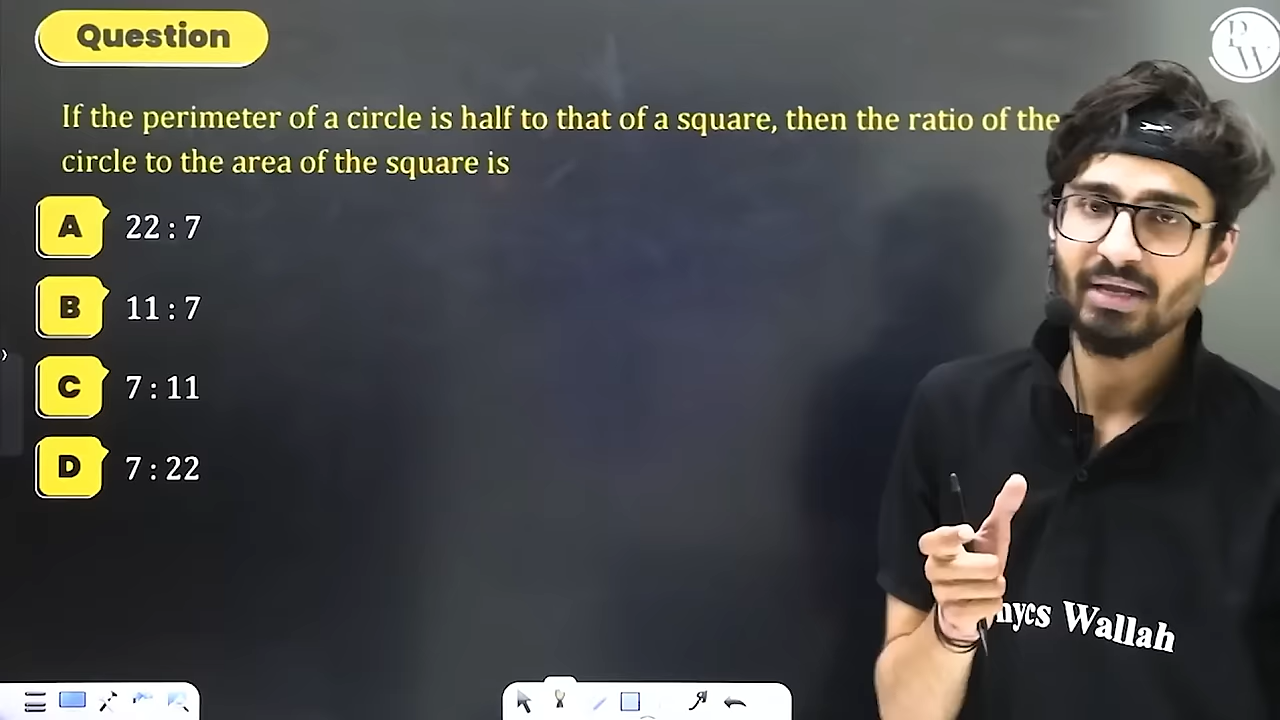 Question
If the perimeter of a circle is half to that of a square, then the ratio of the
circle to the area of the square is
A 22 : 7
B 11 : 7
C 7 : 11
D 7 : 22
PW
Wallah